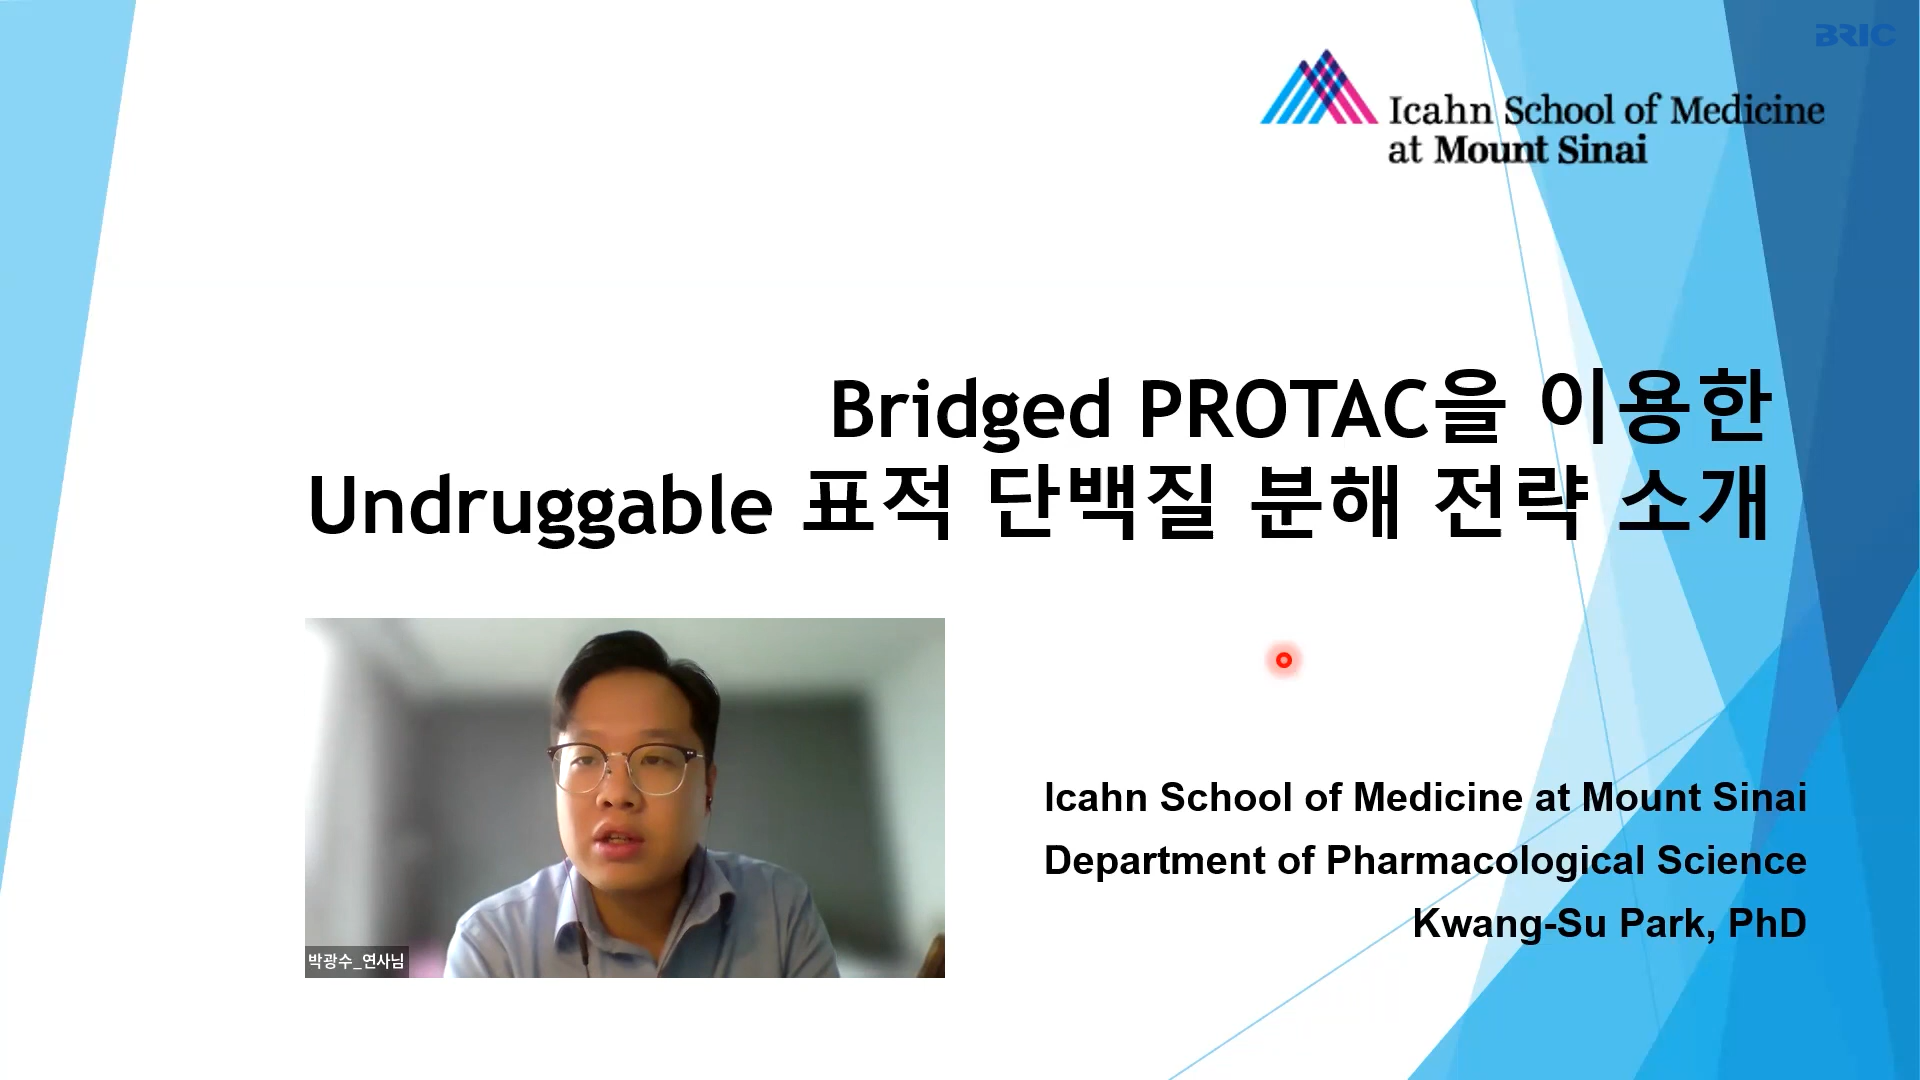 BRIC
Icahn School of Medicine
at Mount Sinai
Bridged PROTAC을 이용한
Undruggable 표적 단백질 분해 전략 소개
Icahn School of Medicine at Mount Sinai
Department of Pharmacological Science
Kwang-Su Park, PhD
박광수_연사님